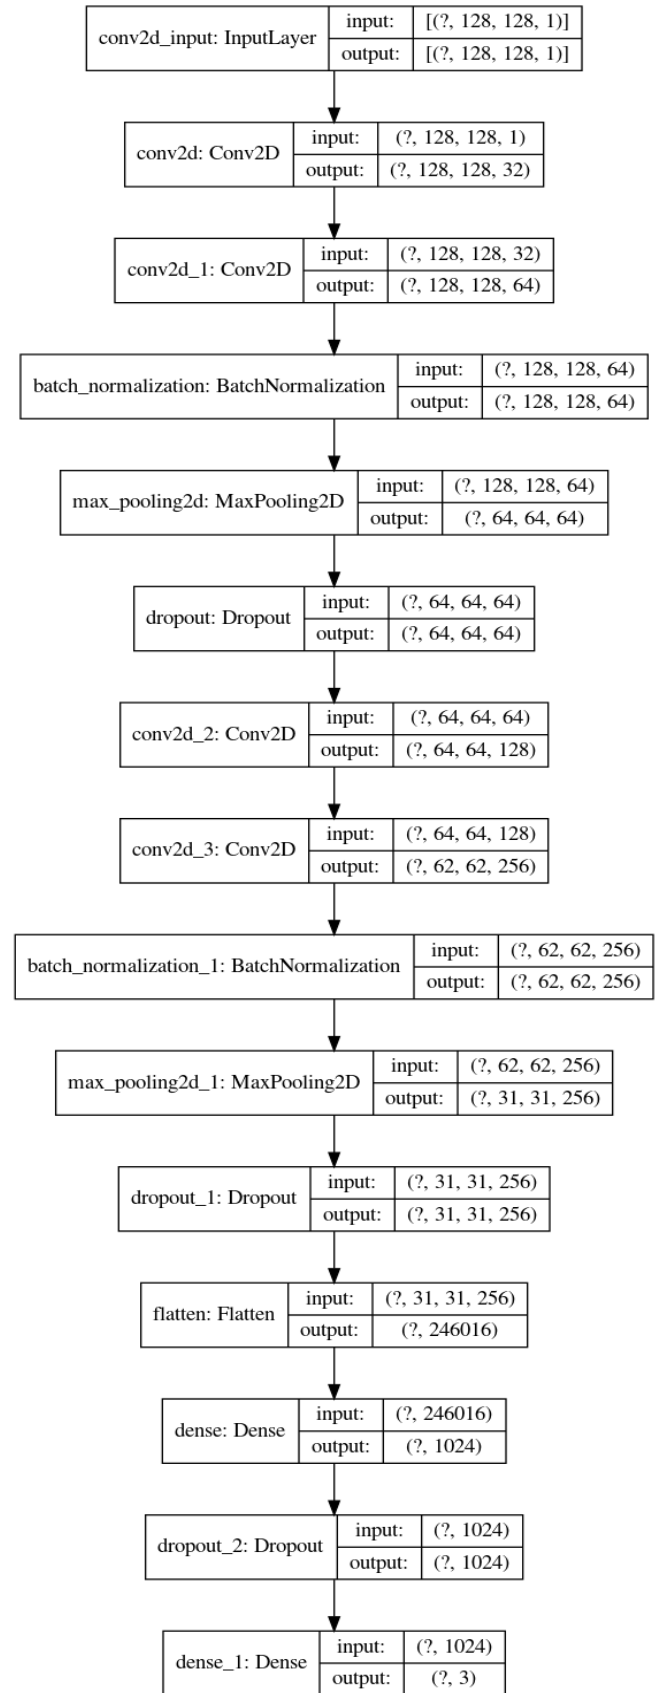 conv2d_input: InputLayer
input: [(?, 128, 128, 1)]
output: [(?, 128, 128, 1)]
conv2d: Conv2D
input: (?, 128, 128, 1)
output: (?, 128, 128, 32)
conv2d_1: Conv2D
input: (?, 128, 128, 32)
output: (?, 128, 128, 64)
batch_normalization: BatchNormalization
input: (?, 128, 128, 64)
output: (?, 128, 128, 64)
max_pooling2d: MaxPooling2D
input: (?, 128, 128, 64)
output: (?, 64, 64, 64)
dropout: Dropout
input: (?, 64, 64, 64)
output: (?, 64, 64, 64)
conv2d_2: Conv2D
input: (?, 64, 64, 64)
output: (?, 64, 64, 128)
conv2d_3: Conv2D
input: (?, 64, 64, 128)
output: (?, 62, 62, 256)
batch_normalization_1: BatchNormalization
input: (?, 62, 62, 256)
output: (?, 62, 62, 256)
max_pooling2d_1: MaxPooling2D
input: (?, 62, 62, 256)
output: (?, 31, 31, 256)
dropout_1: Dropout
input: (?, 31, 31, 256)
output: (?, 31, 31, 256)
flatten: Flatten
input: (?, 31, 31, 256)
output: (?, 246016)
dense: Dense
input: (?, 246016)
output: (?, 1024)
dropout_2: Dropout
input: (?, 1024)
output: (?, 1024)
dense_1: Dense
input: (?, 1024)
output: (?, 3)